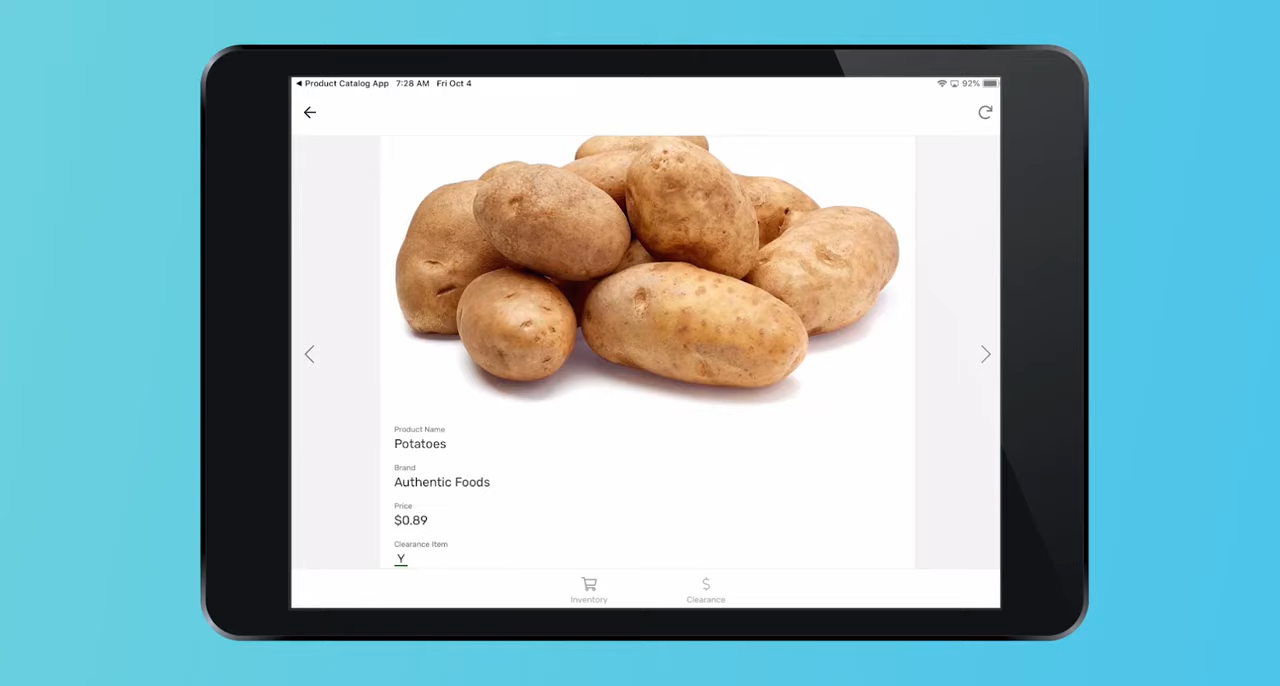 ◄ Product Catalog App 7:28 AM Fri Oct 4 92%
Product Name
Potatoes
Brand
Authentic Foods
Price
$0.89
Clearance Item
Y
Inventory
$
Clearance